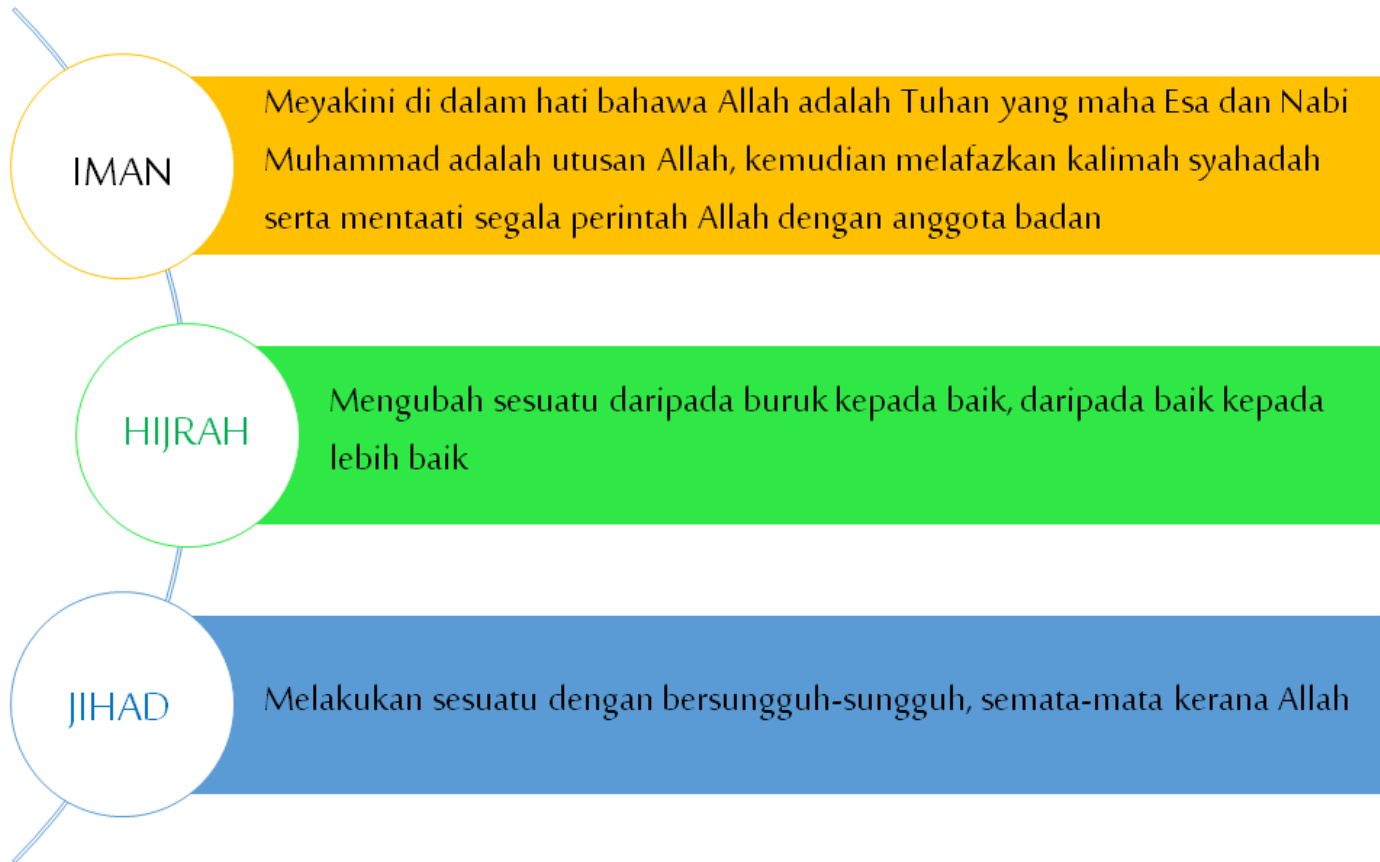 IMAN
Meyakini di dalam hati bahawa Allah adalah Tuhan yang maha Esa dan Nabi
Muhammad adalah utusan Allah, kemudian melafazkan kalimah syahadah
serta mentaati segala perintah Allah dengan anggota badan
HIJRAH
Mengubah sesuatu daripada buruk kepada baik, daripada baik kepada
lebih baik
JIHAD
Melakukan sesuatu dengan bersungguh-sungguh, semata-mata kerana Allah